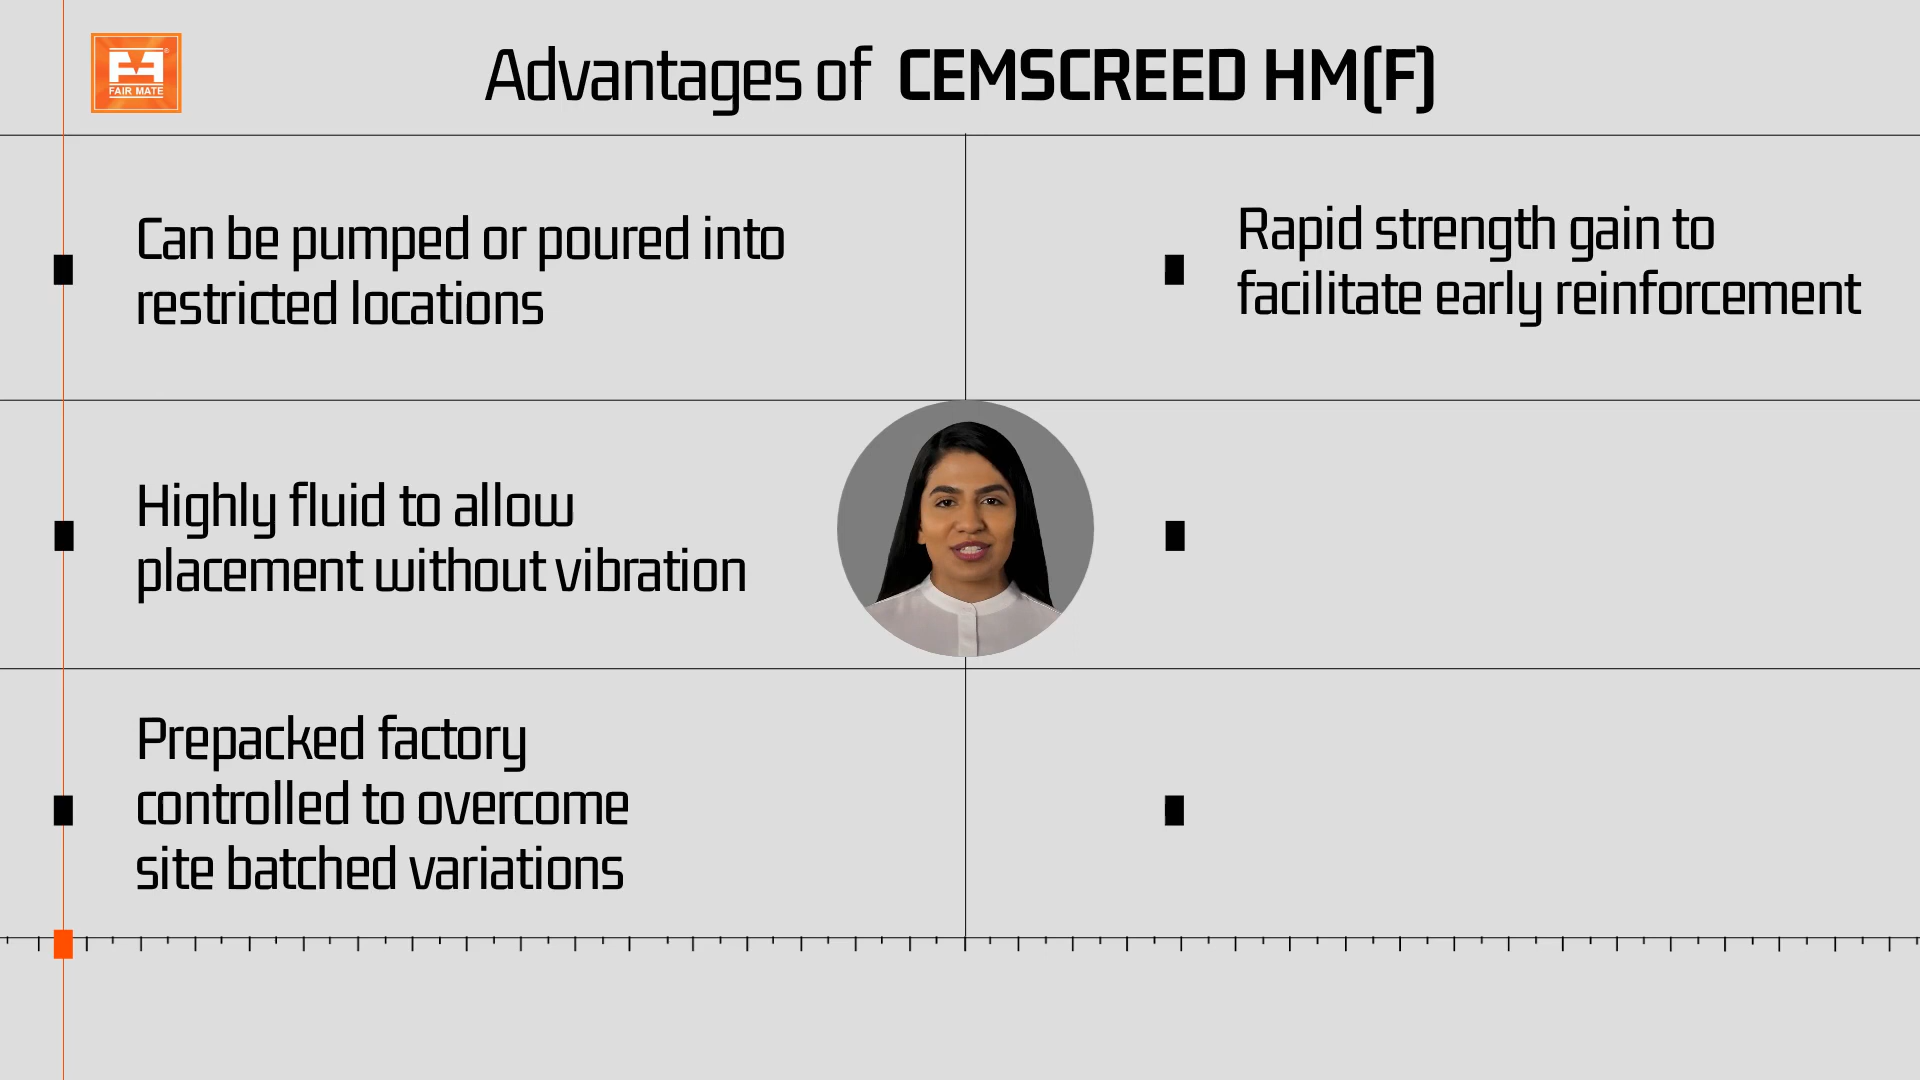 FAIR MATE
Advantages of CEMSCREED HM(F)
Can be pumped or poured into
restricted locations
Rapid strength gain to
facilitate early reinforcement
Highly fluid to allow
placement without vibration
Prepacked factory
controlled to overcome
site batched variations